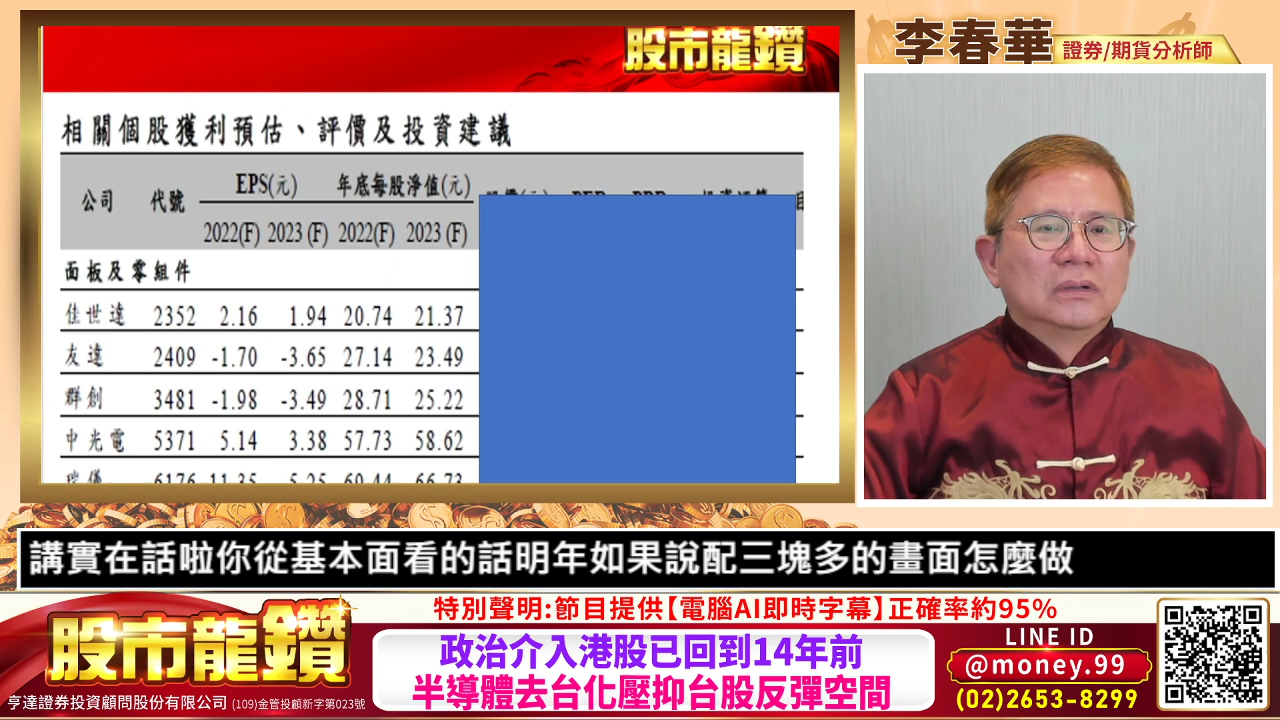 股市龍鑽
李春華
證券/期貨分析師
相關個股獲利預估、評價及投資建議
公司 代號 EPS(元) 年底每股淨值(元)
2022(F) 2023 (F) 2022(F) 2023 (F)
面板及零組件
佳世達 2352 2.16 1.94 20.74 21.37
友達 2409 -1.70 -3.65 27.14 23.49
群創 3481 -1.98 -3.49 28.71 25.22
中光電 5371 5.14 3.38 57.73 58.62
瑞儀 6176 11.35 5.25 69.44 66.73
講實在話啦你從基本面看的話明年如果說配三塊多的畫面怎麼做
特別聲明:節目提供【電腦AI即時字幕】正確率約95%
股市龍鑽
亨達證券投資顧問股份有限公司 (109)金管投顧新字第023號
政治介入港股已回到14年前
半導體去台化壓抑台股反彈空間
LINE ID
@money.99
(02)2653-8299